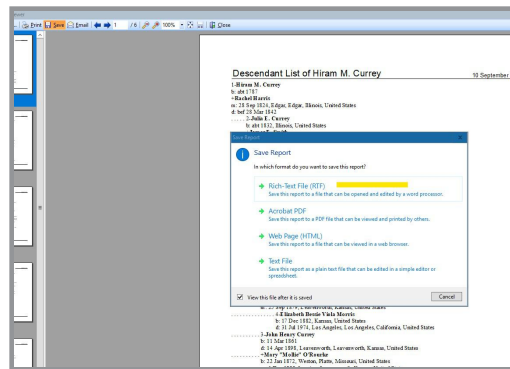 Print Save Email 1 / 6 100% Close
Descendant List of Hiram M. Currey
10 September
1-Hiram M. Currey
b: abt 1787
+Rachel Harris
m: 28 Sep 1824, Edgar, Edgar, Illinois, United States
d: bef 28 Mar 1842
. . . . . 2-Julia E. Currey
b: abt 1832, Illinois, United States
Save Report
Save Report
In which format do you want to save this report?
Rich-Text File (RTF)
Save this report to a file that can be opened and edited by a word processor.
Acrobat PDF
Save this report to a PDF file that can be viewed and printed by others.
Web Page (HTML)
Save this report to a file that can be viewed in a web browser.
Text File
Save this report as a plain text file that can be edited in a simple editor or
spreadsheet.
View this file after it is saved
Cancel
. . . . . . . . . . . . . . . 4-Elizabeth Bessie Viola Morris
b: 17 Dec 1882, Kansas, United States
d: 31 Jul 1974, Los Angeles, Los Angeles, California, United States
. . . . . . . . . . 3-John Henry Currey
b: 11 Mar 1861
d: 14 Apr 1898, Leavenworth, Leavenworth, Kansas, United States
. . . . . . . . . . +Mary "Mollie" O'Rourke
b: 22 Jan 1872, Weston, Platte, Missouri, United States